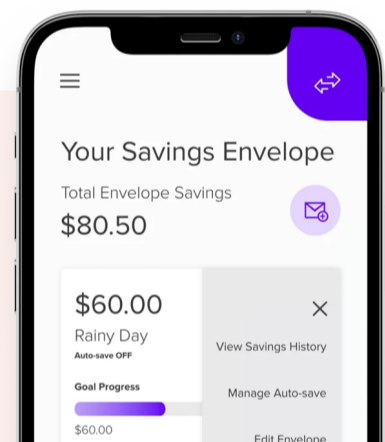 Your Savings Envelope
Total Envelope Savings
$80.50
$60.00
Rainy Day
Auto-save OFF
Goal Progress
$60.00
View Savings History
Manage Auto-save
Edit Envelope